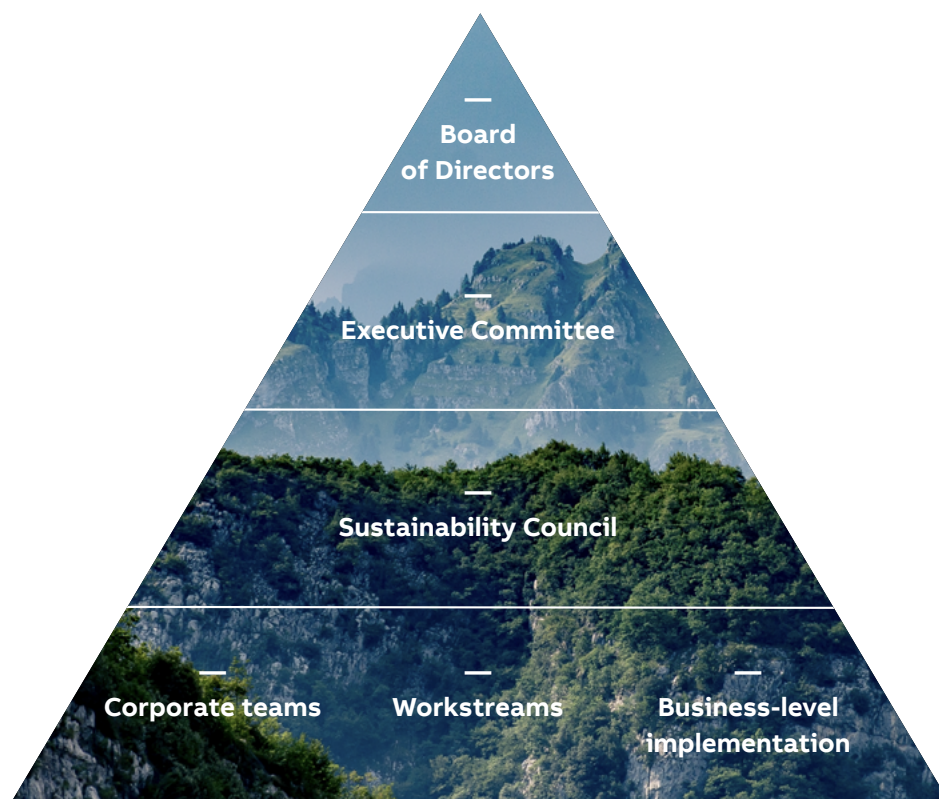 Board
of Directors
Executive Committee
Sustainability Council
Corporate teams
Workstreams
Business-level
implementation